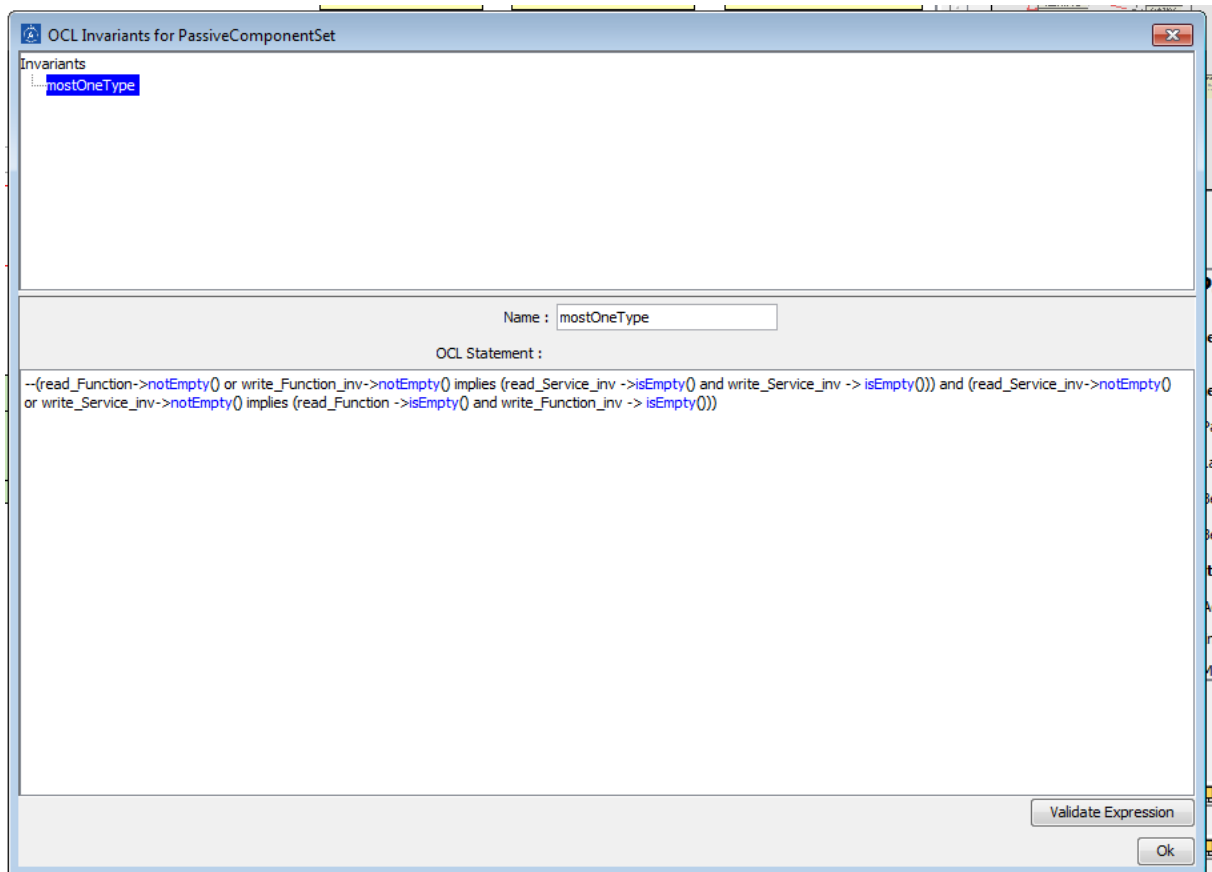 OCL Invariants for PassiveComponentSet
Invariants
mostOneType
Name : mostOneType
OCL Statement :
--(read_Function->notEmpty() or write_Function_inv->notEmpty() implies (read_Service_inv ->isEmpty() and write_Service_inv -> isEmpty())) and (read_Service_inv->notEmpty()
or write_Service_inv->notEmpty() implies (read_Function ->isEmpty() and write_Function_inv -> isEmpty()))
Validate Expression
Ok